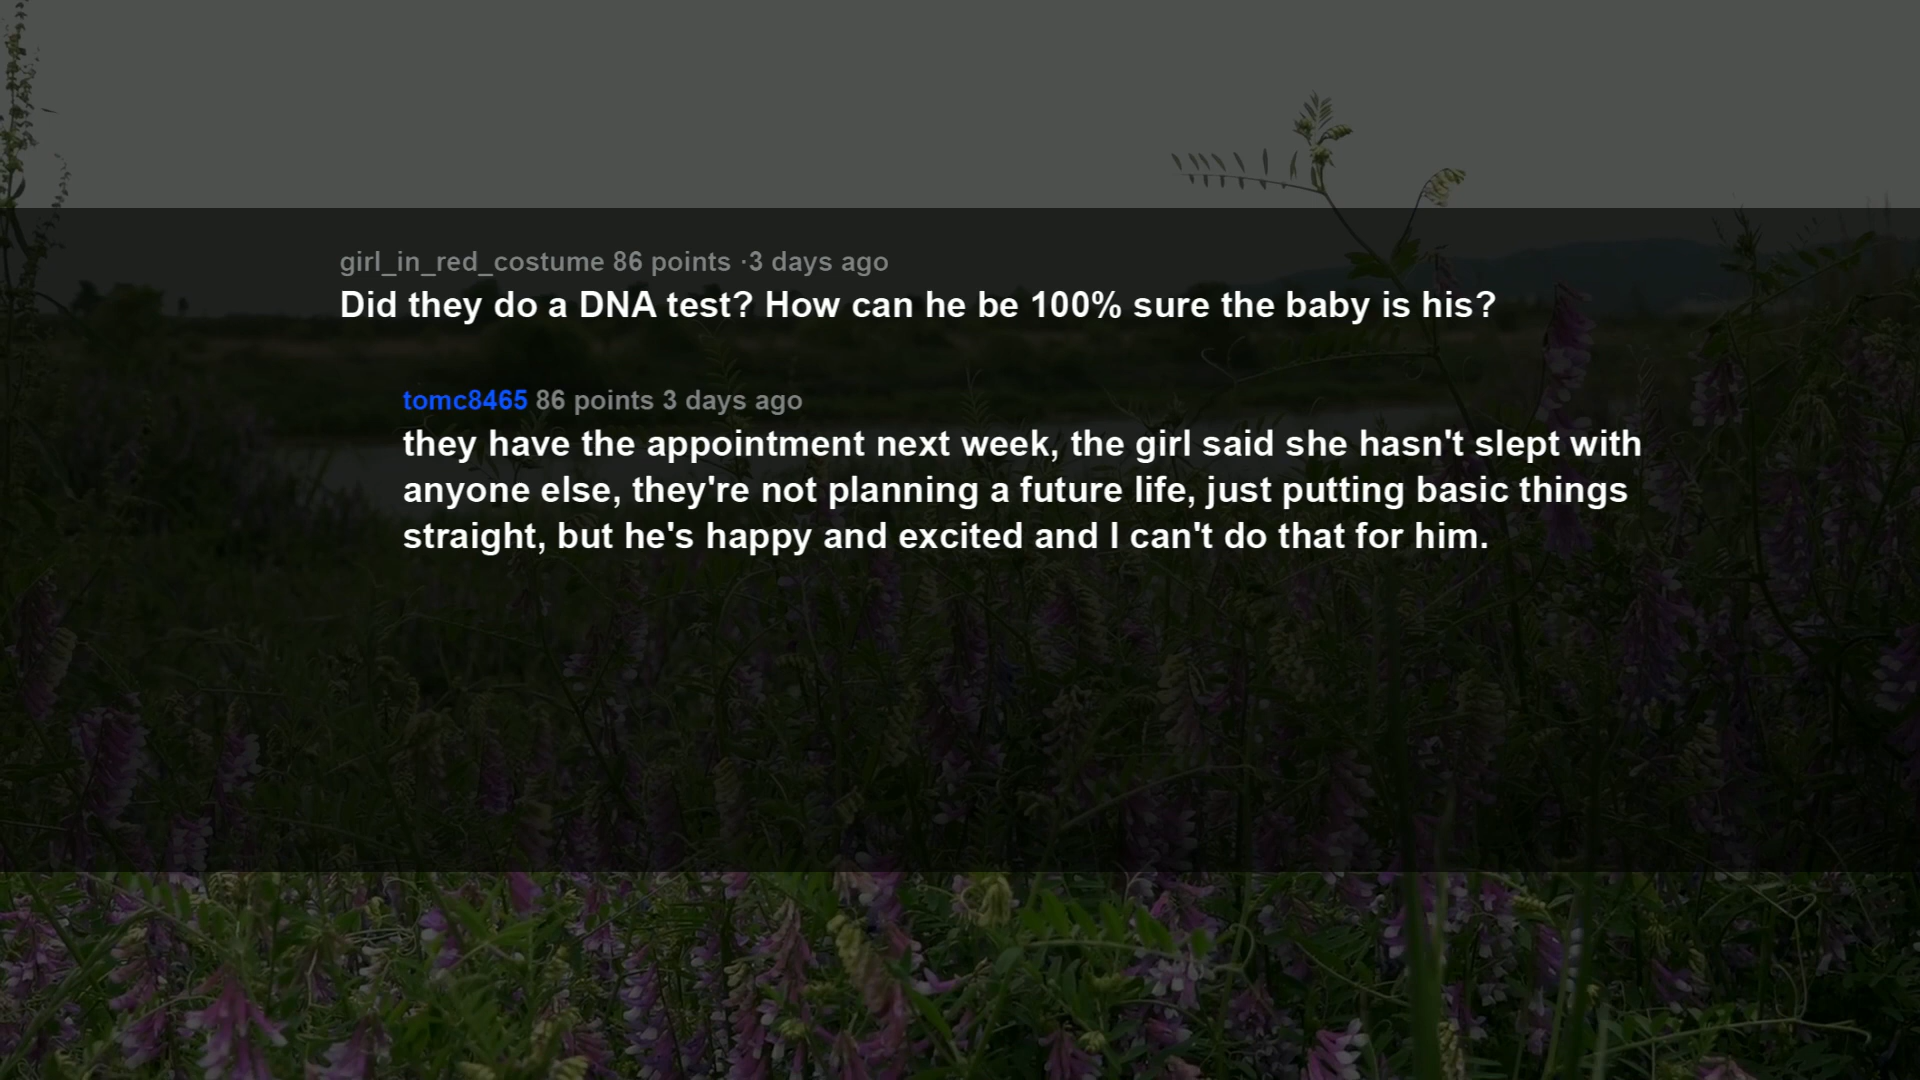 girl_in_red_costume 86 points ·3 days ago
Did they do a DNA test? How can he be 100% sure the baby is his?
tomc8465 86 points 3 days ago
they have the appointment next week, the girl said she hasn't slept with
anyone else, they're not planning a future life, just putting basic things
straight, but he's happy and excited and I can't do that for him.